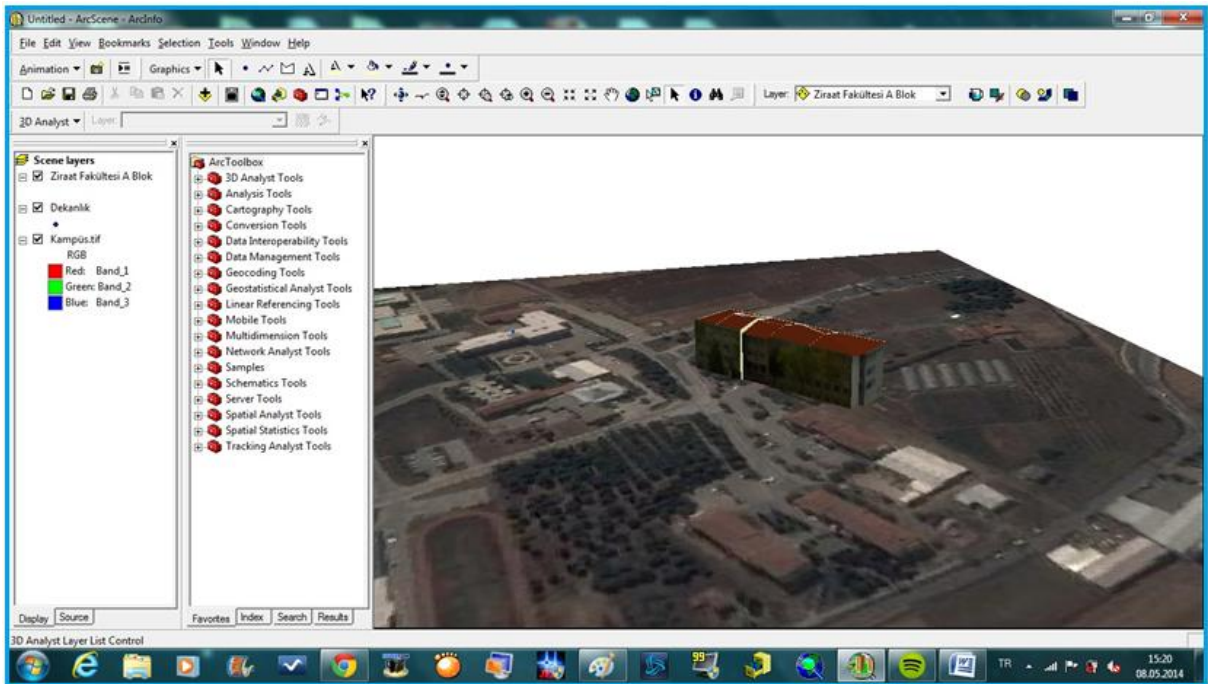 Untitled - ArcScene - ArcInfo
File Edit View Bookmarks Selection Tools Window Help
Animation Graphics
Layer: Ziraat Fakültesi A Blok
3D Analyst Layer:
Scene layers
Ziraat Fakültesi A Blok
Dekanlık
Kampüs.tif
RGB
Red: Band_1
Green: Band_2
Blue: Band_3
Display Source
ArcToolbox
3D Analyst Tools
Analysis Tools
Cartography Tools
Conversion Tools
Data Interoperability Tools
Data Management Tools
Geocoding Tools
Geostatistical Analyst Tools
Linear Referencing Tools
Mobile Tools
Multidimension Tools
Network Analyst Tools
Samples
Schematics Tools
Server Tools
Spatial Analyst Tools
Spatial Statistics Tools
Tracking Analyst Tools
Favorites Index Search Results
3D Analyst Layer List Control
99
TR
15:20
08.05.2014